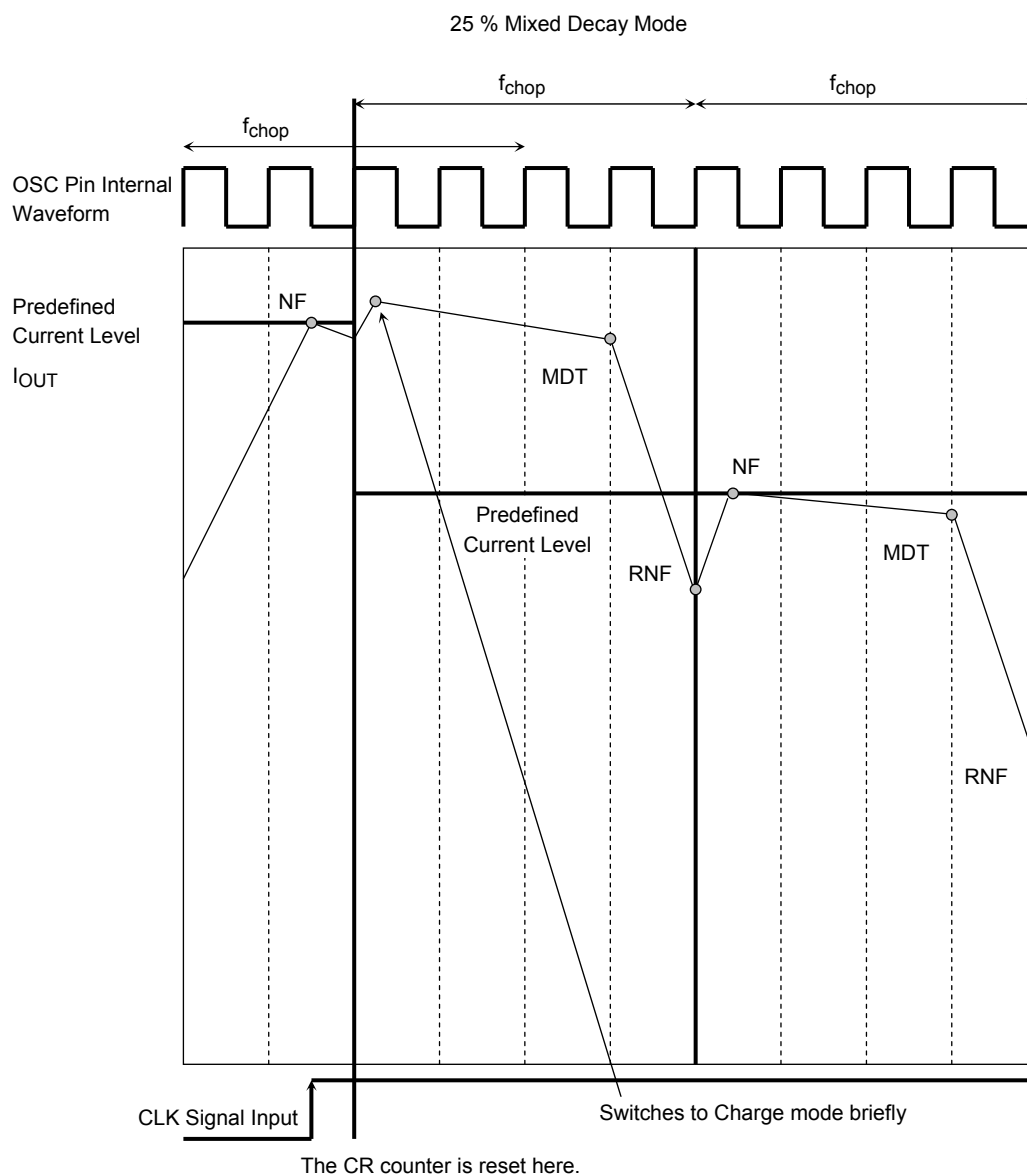 25 % Mixed Decay Mode
fchop
fchop
fchop
OSC Pin Internal
Waveform
Predefined
Current Level
IOUT
NF
MDT
NF
Predefined
Current Level
MDT
RNF
RNF
CLK Signal Input
Switches to Charge mode briefly
The CR counter is reset here.